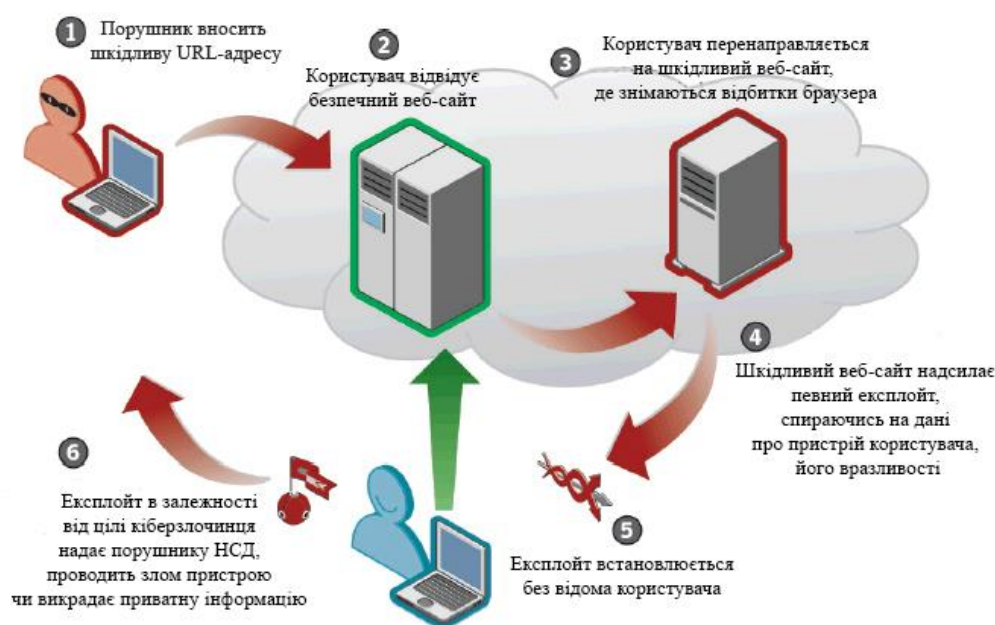 1
Порушник вносить
шкідливу URL-адресу
2
Користувач відвідує
безпечний веб-сайт
3
Користувач перенаправляється
на шкідливий веб-сайт,
де знімаються відбитки браузера
4
Шкідливий веб-сайт надсилає
певний експлойт,
спираючись на дані
про пристрій користувача,
його вразливості
5
Експлойт встановлюється
без відома користувача
6
Експлойт в залежності
від цілі кіберзлочинця
надає порушнику НСД,
проводить злом пристрою
чи викрадає приватну інформацію